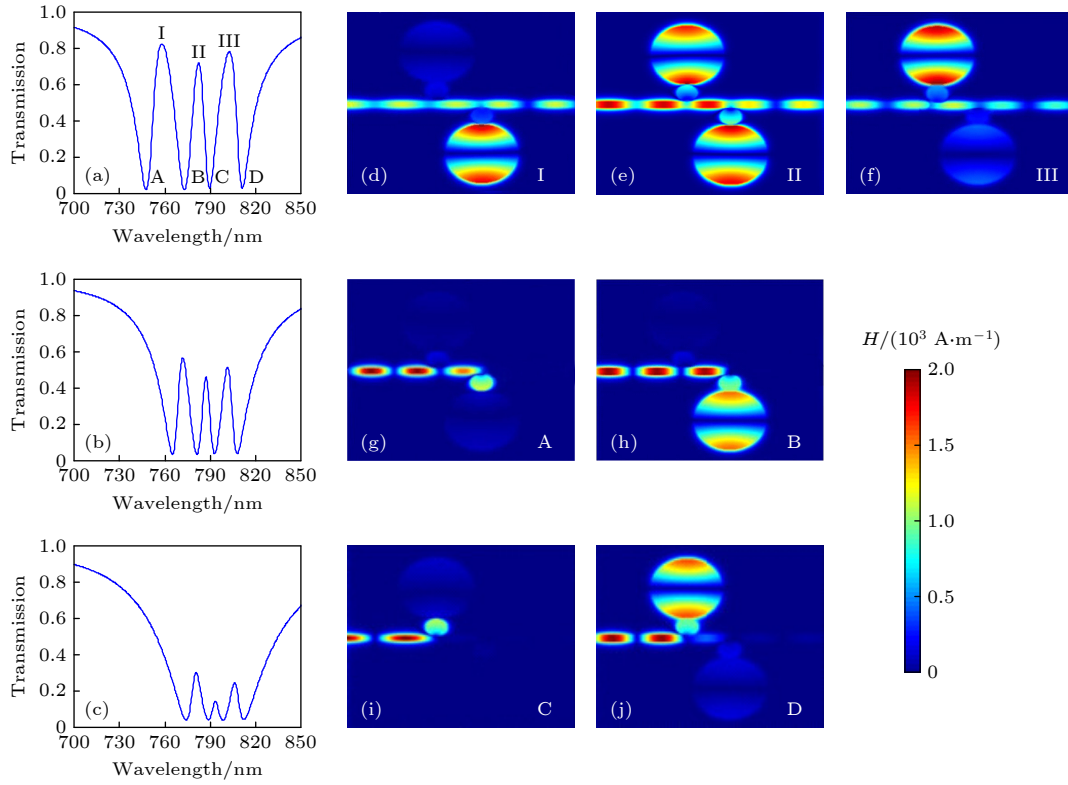 1.0
0.8
0.6
0.4
0.2
0
Transmission
I
II
III
A
B
C
D
(a)
700 730 760 790 820 850
Wavelength/nm
(d)
I
(e)
II
(f)
III
1.0
0.8
0.6
0.4
0.2
0
Transmission
(b)
700 730 760 790 820 850
Wavelength/nm
(g)
A
(h)
B
H/(10³ A·m⁻¹)
2.0
1.5
1.0
0.5
0
1.0
0.8
0.6
0.4
0.2
0
Transmission
(c)
700 730 760 790 820 850
Wavelength/nm
(i)
C
(j)
D